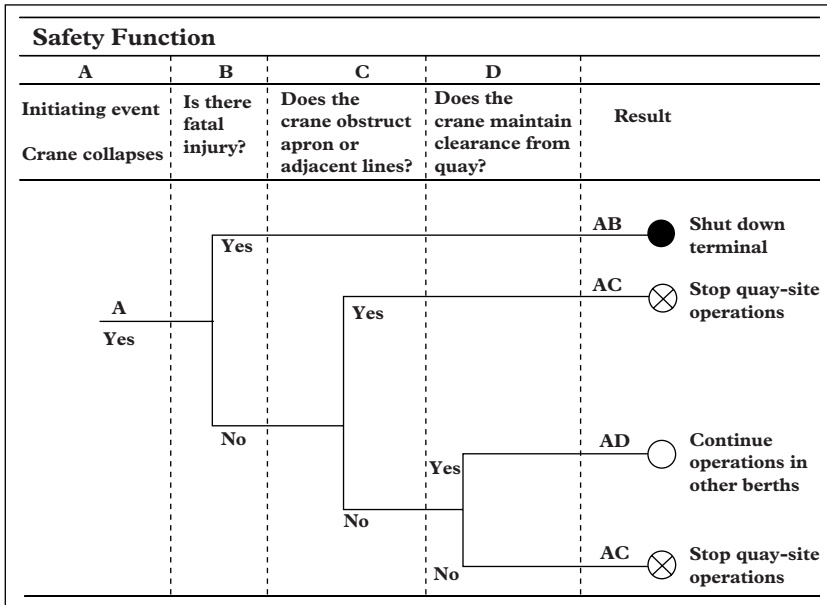 Safety Function
A B C D
Initiating event
Crane collapses
Is there
fatal
injury?
Does the
crane obstruct
apron or
adjacent lines?
Does the
crane maintain
clearance from
quay?
Result
AB
Shut down
terminal
Yes
AC
Stop quay-site
operations
Yes
A
Yes
No
AD
Continue
operations in
other berths
Yes
No
AC
Stop quay-site
operations
No